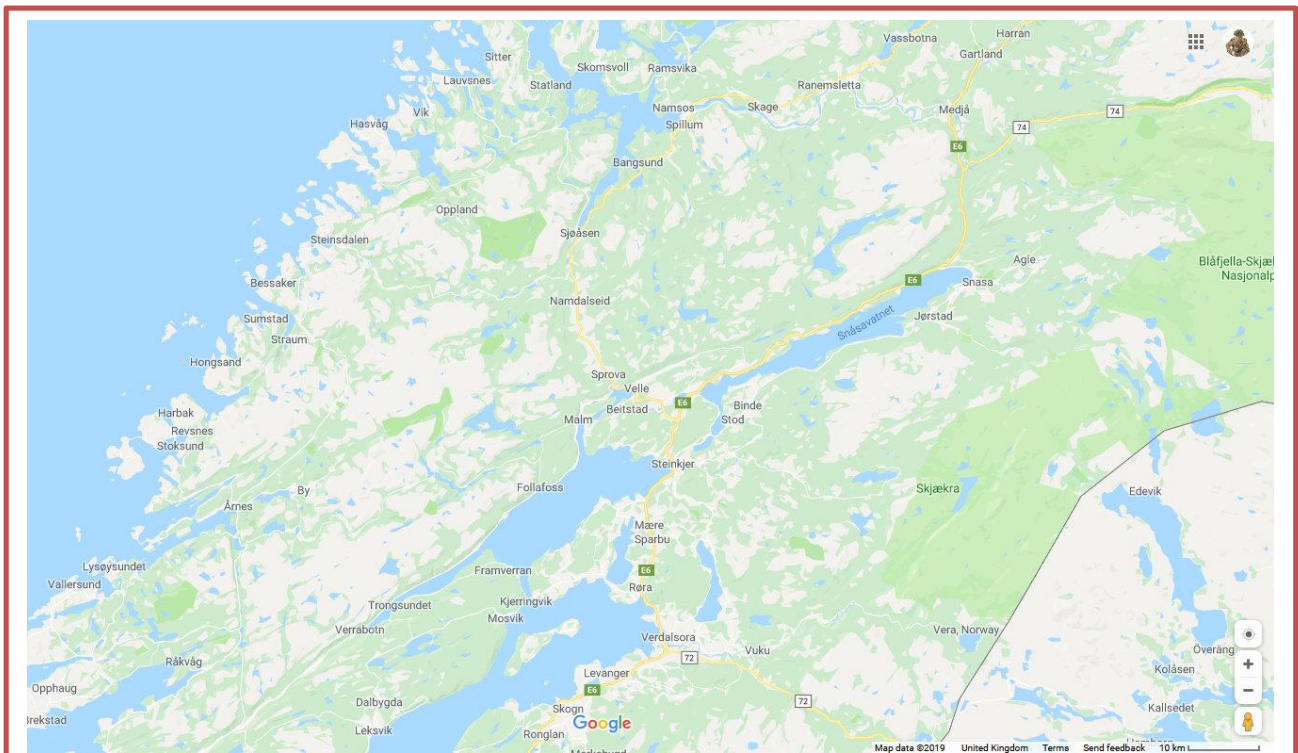 Harran
Vassbotna
Gartland
Sitter
Skomsvoll
Ramsvika
Lauvsnes
Statland
Ranemsletta
Namsos
Skage
Medjå
74
Vik
Spillum
74
Hasvåg
E6
Bangsund
Oppland
Sjøåsen
Steinsdalen
Agle
Blåfjella-Skjæk
Nasjonalp
E6
Snasa
Bessaker
Namdalseid
Snåsavatnet
Jørstad
Sumstad
Straum
Hongsand
Sprova
Velle
E6
Beitstad
Binde
Stod
Harbak
Malm
Revsnes
Stoksund
Steinkjer
Follafoss
By
Skjækra
Edevik
Årnes
Mære
Sparbu
Lysøysundet
Framverran
E6
Vallersund
Røra
Kjerringvik
Trongsundet
Mosvik
Verrabotn
Verdalsora
Vera, Norway
72
Vuku
Överäng
Råkvåg
Levanger
Kolåsen
Opphaug
E6
Dalbygda
72
Skogn
Kallsedet
Brekstad
Google
Leksvik
Ronglan
Map data ©2019 United Kingdom Terms Send feedback 10 km